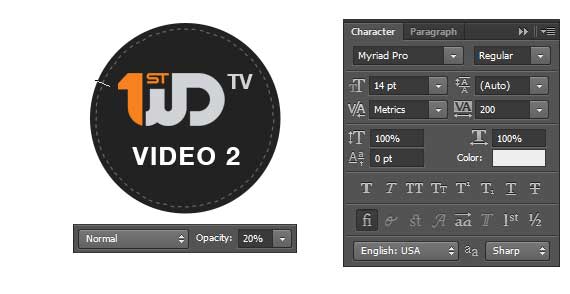 1ST WD TV
VIDEO 2
Normal Opacity: 20%
Character Paragraph
Myriad Pro Regular
14 pt (Auto)
Metrics 200
100% 100%
0 pt Color:
T T TT Tt T¹ T₁ T T
fi st A aa T 1st ½
English: USA aa Sharp